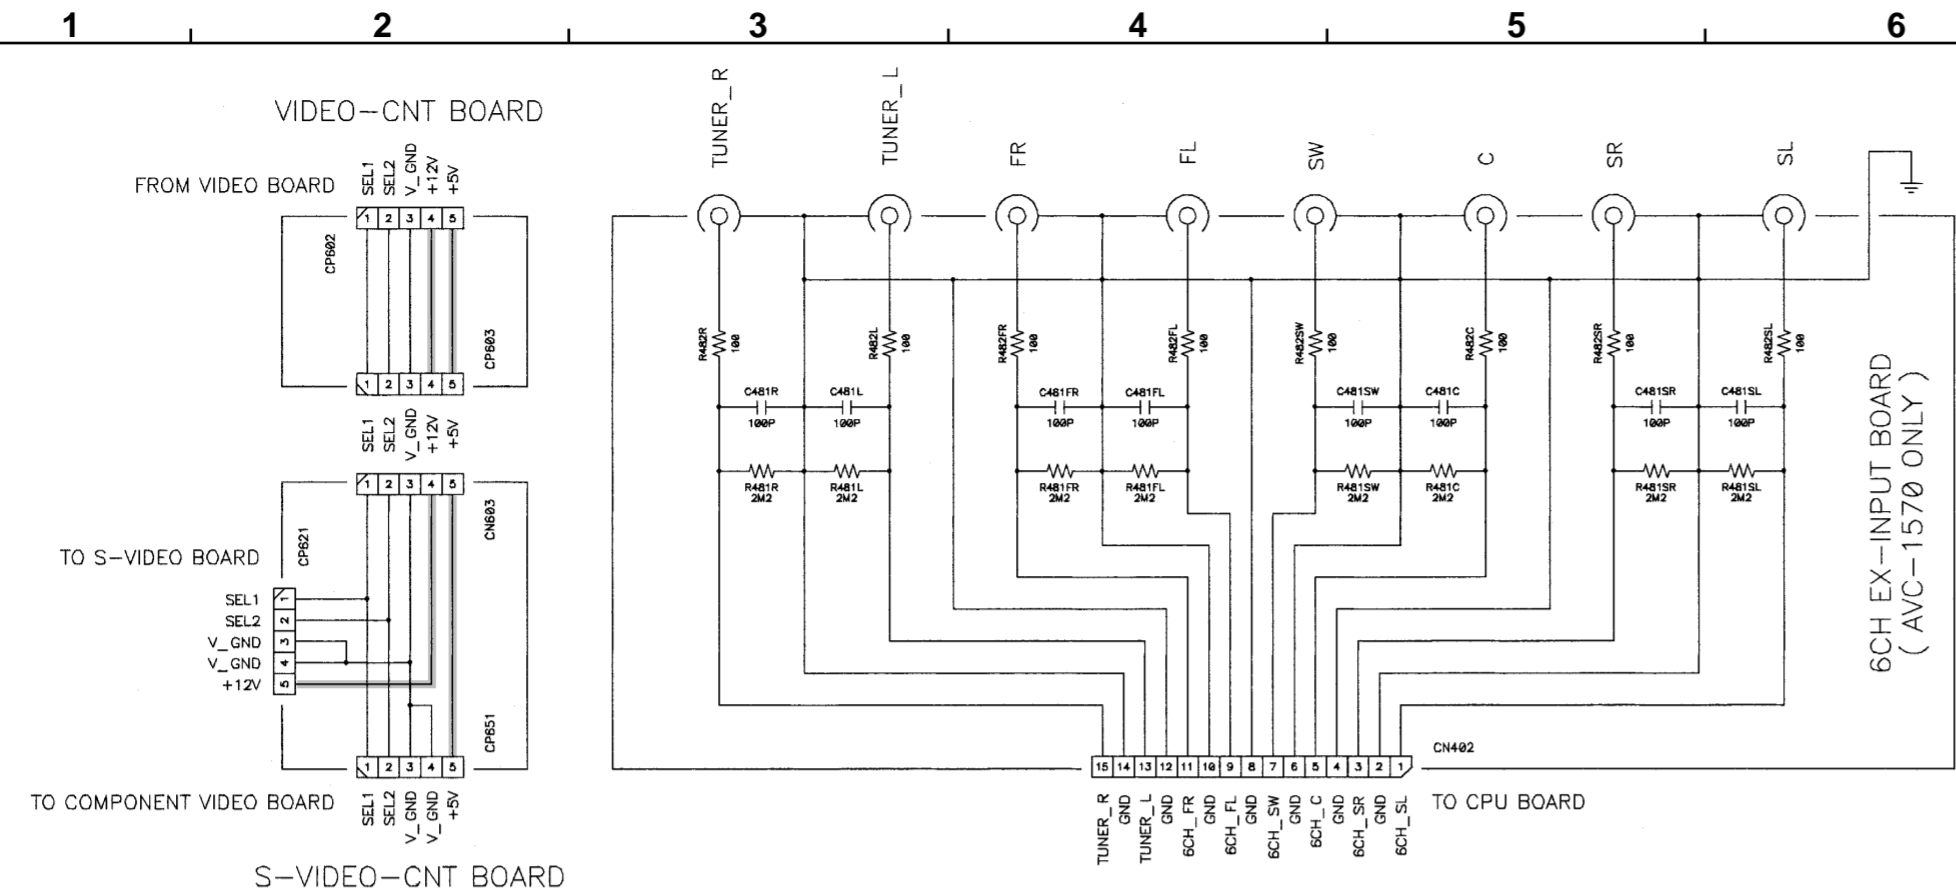 1 2 3 4 5 6
VIDEO-CNT BOARD
FROM VIDEO BOARD
SEL1
SEL2
V_GND
+12V
+5V
1 2 3 4 5
CP602
CP603
1 2 3 4 5
SEL1
SEL2
V_GND
+12V
+5V
1 2 3 4 5
CP621
CN603
TO S-VIDEO BOARD
SEL1 1
SEL2 2
V_GND 3
V_GND 4
+12V 5
CP651
1 2 3 4 5
TO COMPONENT VIDEO BOARD
SEL1
SEL2
V_GND
V_GND
+5V
S-VIDEO-CNT BOARD
TUNER_R
TUNER_L
FR
FL
SW
C
SR
SL
R482R
100
R482L
100
R482FR
100
R482FL
100
R482SW
100
R482C
100
R482SR
100
R482SL
100
C481R
100P
C481L
100P
C481FR
100P
C481FL
100P
C481SW
100P
C481C
100P
C481SR
100P
C481SL
100P
R481R
2M2
R481L
2M2
R481FR
2M2
R481FL
2M2
R481SW
2M2
R481C
2M2
R481SR
2M2
R481SL
2M2
6CH EX-INPUT BOARD
( AVC-1570 ONLY )
CN402
15 14 13 12 11 10 9 8 7 6 5 4 3 2 1
TUNER_R
GND
TUNER_L
GND
6CH_FR
GND
6CH_FL
GND
6CH_SW
GND
6CH_C
GND
6CH_SR
GND
6CH_SL
TO CPU BOARD